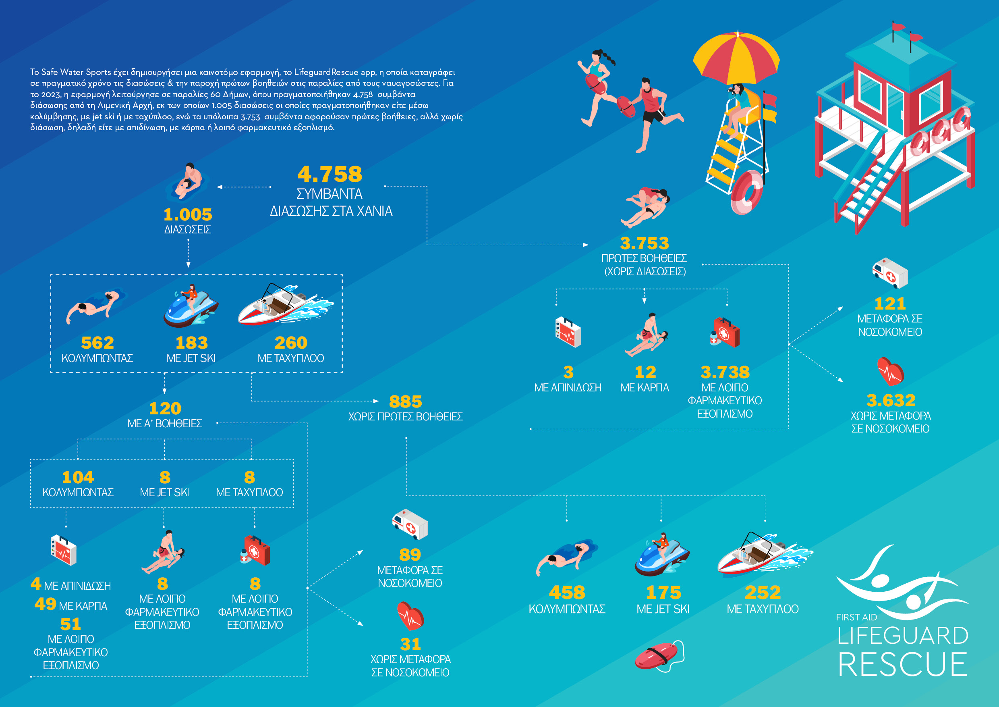 Το Safe Water Sports έχει δημιουργήσει μια καινοτόμο εφαρμογή, το LifeguardRescue app, η οποία καταγράφει
σε πραγματικό χρόνο τις διασώσεις & την παροχή πρώτων βοηθειών στις παραλίες από τους ναυαγοσώστες. Για
το 2023, η εφαρμογή λειτούργησε σε παραλίες 60 Δήμων, όπου πραγματοποιήθηκαν 4.758 συμβάντα
διάσωσης από τη Λιμενική Αρχή, εκ των οποίων 1.005 διασώσεις οι οποίες πραγματοποιήθηκαν είτε μέσω
κολύμβησης, με jet ski ή με ταχύπλοο, ενώ τα υπόλοιπα 3.753 συμβάντα αφορούσαν πρώτες βοήθειες, αλλά χωρίς
διάσωση, δηλαδή είτε με απιδίνωση, με κάρπα ή λοιπό φαρμακευτικό εξοπλισμό.
4.758
ΣΥΜΒΑΝΤΑ
ΔΙΑΣΩΣΗΣ ΣΤΑ ΧΑΝΙΑ
1.005
ΔΙΑΣΩΣΕΙΣ
562
ΚΟΛΥΜΠΩΝΤΑΣ
183
ΜΕ JET SKI
260
ΜΕ ΤΑΧΥΠΛΟΟ
120
ΜΕ Α' ΒΟΗΘΕΙΕΣ
885
ΧΩΡΙΣ ΠΡΩΤΕΣ ΒΟΗΘΕΙΕΣ
104
ΚΟΛΥΜΠΩΝΤΑΣ
8
ΜΕ JET SKI
8
ΜΕ ΤΑΧΥΠΛΟΟ
4 ΜΕ ΑΠΙΝΙΔΩΣΗ
49 ΜΕ ΚΑΡΠΑ
51
ΜΕ ΛΟΙΠΟ
ΦΑΡΜΑΚΕΥΤΙΚΟ
ΕΞΟΠΛΙΣΜΟ
8
ΜΕ ΛΟΙΠΟ
ΦΑΡΜΑΚΕΥΤΙΚΟ
ΕΞΟΠΛΙΣΜΟ
8
ΜΕ ΛΟΙΠΟ
ΦΑΡΜΑΚΕΥΤΙΚΟ
ΕΞΟΠΛΙΣΜΟ
89
ΜΕΤΑΦΟΡΑ ΣΕ
ΝΟΣΟΚΟΜΕΙΟ
31
ΧΩΡΙΣ ΜΕΤΑΦΟΡΑ
ΣΕ ΝΟΣΟΚΟΜΕΙΟ
3.753
ΠΡΩΤΕΣ ΒΟΗΘΕΙΕΣ
(ΧΩΡΙΣ ΔΙΑΣΩΣΕΙΣ)
3
ΜΕ ΑΠΙΝΙΔΩΣΗ
12
ΜΕ ΚΑΡΠΑ
3.738
ΜΕ ΛΟΙΠΟ
ΦΑΡΜΑΚΕΥΤΙΚΟ
ΕΞΟΠΛΙΣΜΟ
121
ΜΕΤΑΦΟΡΑ ΣΕ
ΝΟΣΟΚΟΜΕΙΟ
3.632
ΧΩΡΙΣ ΜΕΤΑΦΟΡΑ
ΣΕ ΝΟΣΟΚΟΜΕΙΟ
458
ΚΟΛΥΜΠΩΝΤΑΣ
175
ΜΕ JET SKI
252
ΜΕ ΤΑΧΥΠΛΟΟ
FIRST AID
LIFEGUARD
RESCUE